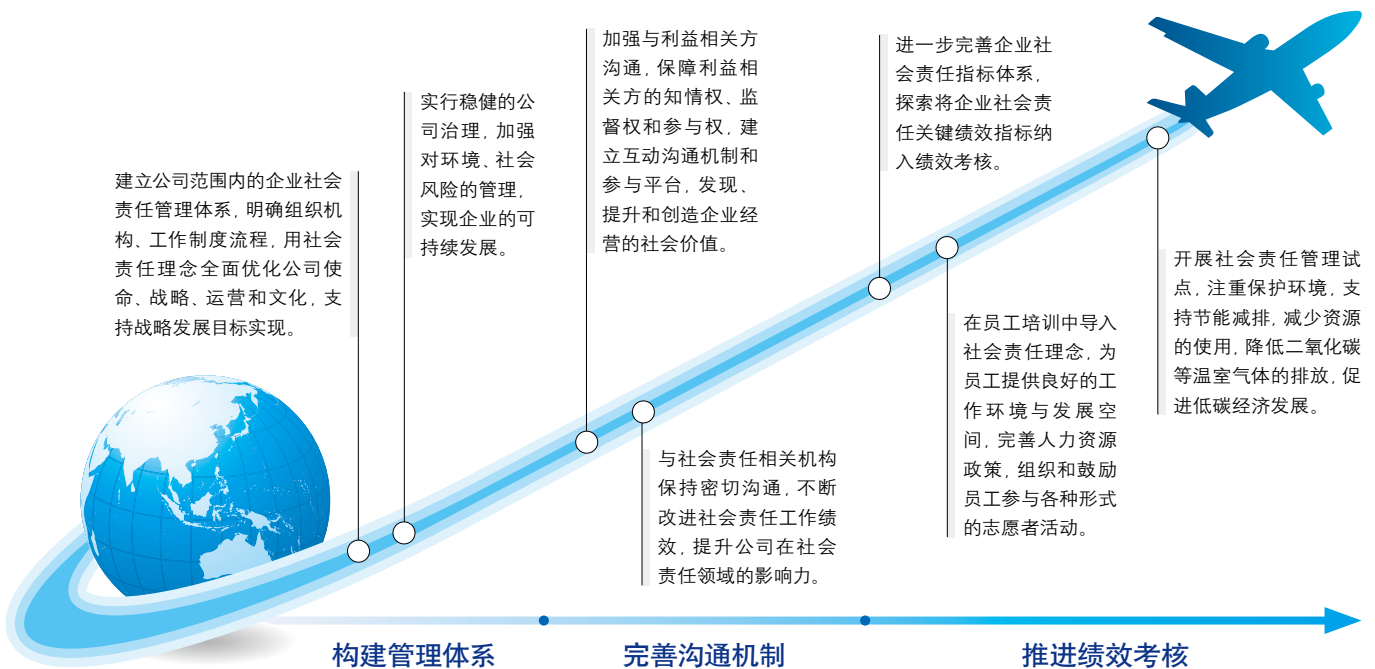 建立公司范围内的企业社会
责任管理体系,明确组织机
构、工作制度流程,用社会
责任理念全面优化公司使
命、战略、运营和文化,支
持战略发展目标实现。
实行稳健的公
司治理,加强
对环境、社会
风险的管理,
实现企业的可
持续发展。
加强与利益相关方
沟通,保障利益相
关方的知情权、监
督权和参与权,建
立互动沟通机制和
参与平台,发现、
提升和创造企业经
营的社会价值。
与社会责任相关机构
保持密切沟通,不断
改进社会责任工作绩
效,提升公司在社会
责任领域的影响力。
进一步完善企业社
会责任指标体系,
探索将企业社会责
任关键绩效指标纳
入绩效考核。
在员工培训中导入
社会责任理念,为
员工提供良好的工
作环境与发展空
间,完善人力资源
政策,组织和鼓励
员工参与各种形式
的志愿者活动。
开展社会责任管理试
点,注重保护环境,支
持节能减排,减少资源
的使用,降低二氧化碳
等温室气体的排放,促
进低碳经济发展。
构建管理体系
完善沟通机制
推进绩效考核